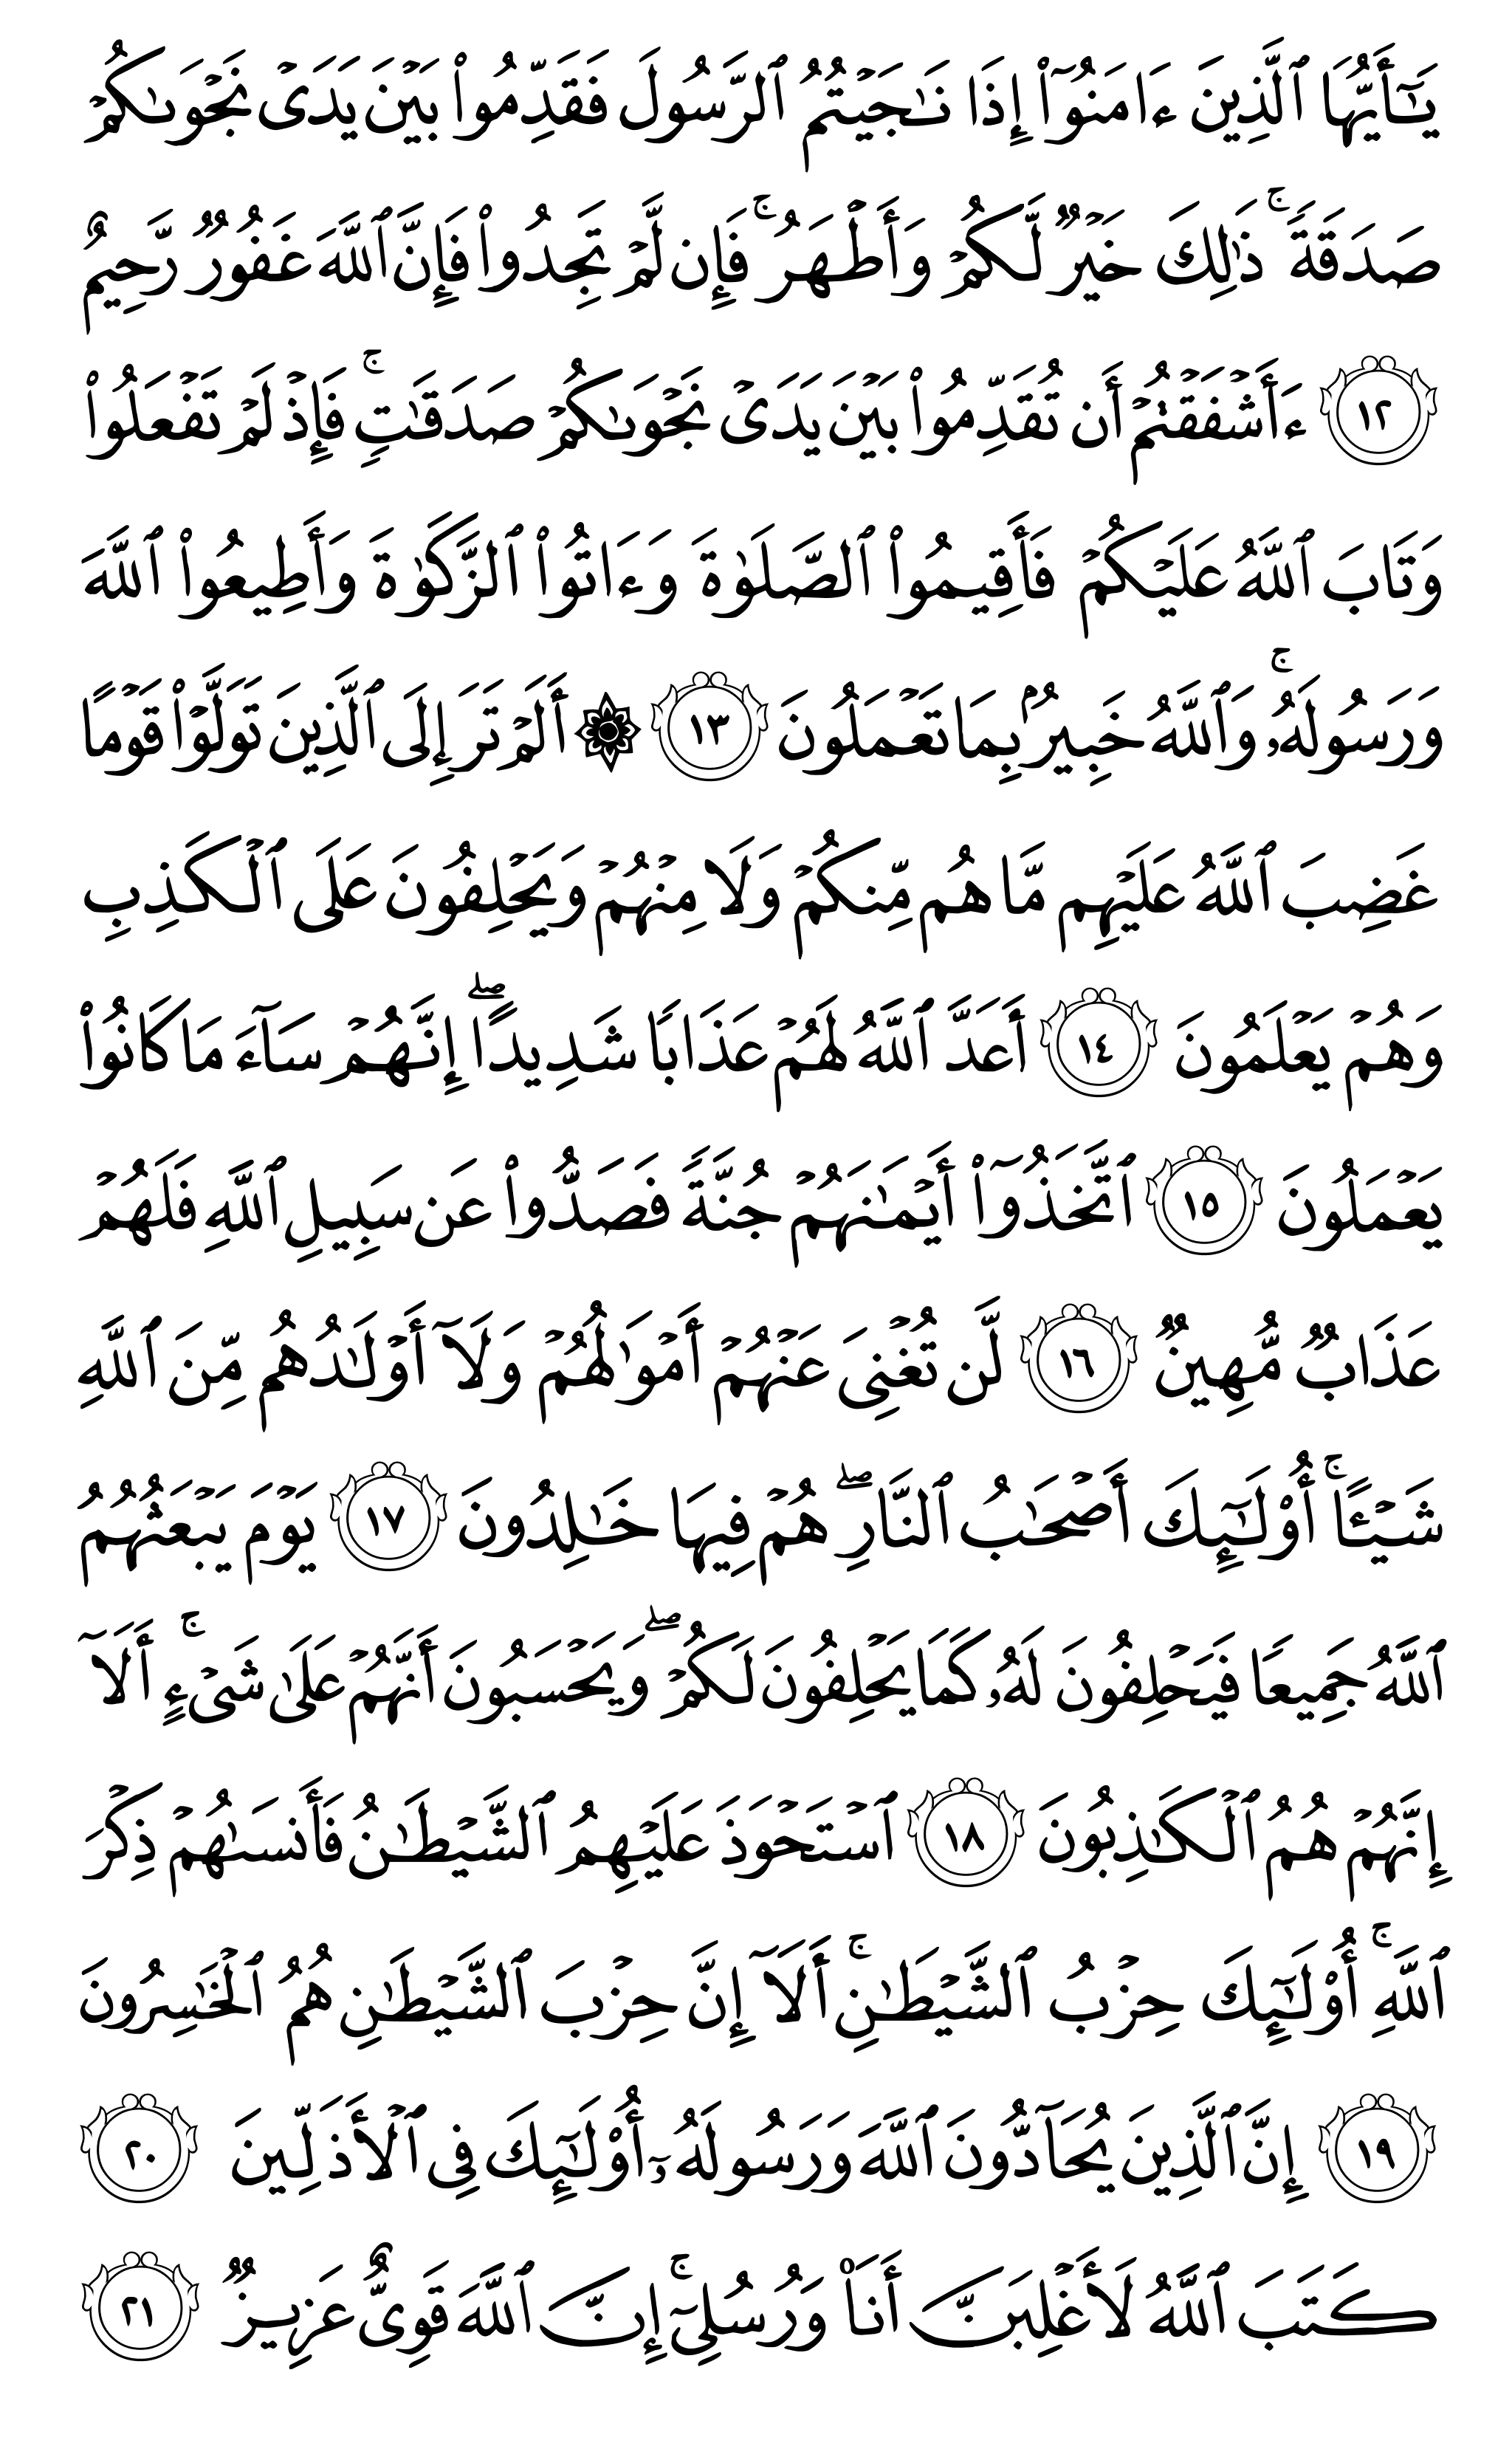 يَـٰٓأَيُّهَا ٱلَّذِينَ ءَامَنُوٓا۟ إِذَا نَـٰجَيْتُمُ ٱلرَّسُولَ فَقَدِّمُوا۟ بَيْنَ يَدَىْ نَجْوَىٰكُمْ
صَدَقَةً ۚ ذَٰلِكَ خَيْرٌ لَّكُمْ وَأَطْهَرُ ۚ فَإِن لَّمْ تَجِدُوا۟ فَإِنَّ ٱللَّهَ غَفُورٌ رَّحِيمٌ
١٢ ءَأَشْفَقْتُمْ أَن تُقَدِّمُوا۟ بَيْنَ يَدَىْ نَجْوَىٰكُمْ صَدَقَـٰتٍ ۚ فَإِذْ لَمْ تَفْعَلُوا۟
وَتَابَ ٱللَّهُ عَلَيْكُمْ فَأَقِيمُوا۟ ٱلصَّلَوٰةَ وَءَاتُوا۟ ٱلزَّكَوٰةَ وَأَطِيعُوا۟ ٱللَّهَ
وَرَسُولَهُۥ ۚ وَٱللَّهُ خَبِيرٌۢ بِمَا تَعْمَلُونَ ١٣ ۞ أَلَمْ تَرَ إِلَى ٱلَّذِينَ تَوَلَّوْا۟ قَوْمًا
غَضِبَ ٱللَّهُ عَلَيْهِم مَّا هُم مِّنكُمْ وَلَا مِنْهُمْ وَيَحْلِفُونَ عَلَى ٱلْكَذِبِ
وَهُمْ يَعْلَمُونَ ١٤ أَعَدَّ ٱللَّهُ لَهُمْ عَذَابًا شَدِيدًا ۖ إِنَّهُمْ سَآءَ مَا كَانُوا۟
يَعْمَلُونَ ١٥ ٱتَّخَذُوٓا۟ أَيْمَـٰنَهُمْ جُنَّةً فَصَدُّوا۟ عَن سَبِيلِ ٱللَّهِ فَلَهُمْ
عَذَابٌ مُّهِينٌ ١٦ لَّن تُغْنِىَ عَنْهُمْ أَمْوَٰلُهُمْ وَلَآ أَوْلَـٰدُهُم مِّنَ ٱللَّهِ
شَيْـًٔا ۚ أُو۟لَـٰٓئِكَ أَصْحَـٰبُ ٱلنَّارِ ۖ هُمْ فِيهَا خَـٰلِدُونَ ١٧ يَوْمَ يَبْعَثُهُمُ
ٱللَّهُ جَمِيعًا فَيَحْلِفُونَ لَهُۥ كَمَا يَحْلِفُونَ لَكُمْ ۖ وَيَحْسَبُونَ أَنَّهُمْ عَلَىٰ شَىْءٍ ۚ أَلَآ
إِنَّهُمْ هُمُ ٱلْكَـٰذِبُونَ ١٨ ٱسْتَحْوَذَ عَلَيْهِمُ ٱلشَّيْطَـٰنُ فَأَنسَىٰهُمْ ذِكْرَ
ٱللَّهِ ۚ أُو۟لَـٰٓئِكَ حِزْبُ ٱلشَّيْطَـٰنِ ۚ أَلَآ إِنَّ حِزْبَ ٱلشَّيْطَـٰنِ هُمُ ٱلْخَـٰسِرُونَ
١٩ إِنَّ ٱلَّذِينَ يُحَآدُّونَ ٱللَّهَ وَرَسُولَهُۥٓ أُو۟لَـٰٓئِكَ فِى ٱلْأَذَلِّينَ ٢٠
كَتَبَ ٱللَّهُ لَأَغْلِبَنَّ أَنَا۠ وَرُسُلِىٓ ۚ إِنَّ ٱللَّهَ قَوِىٌّ عَزِيزٌ ٢١